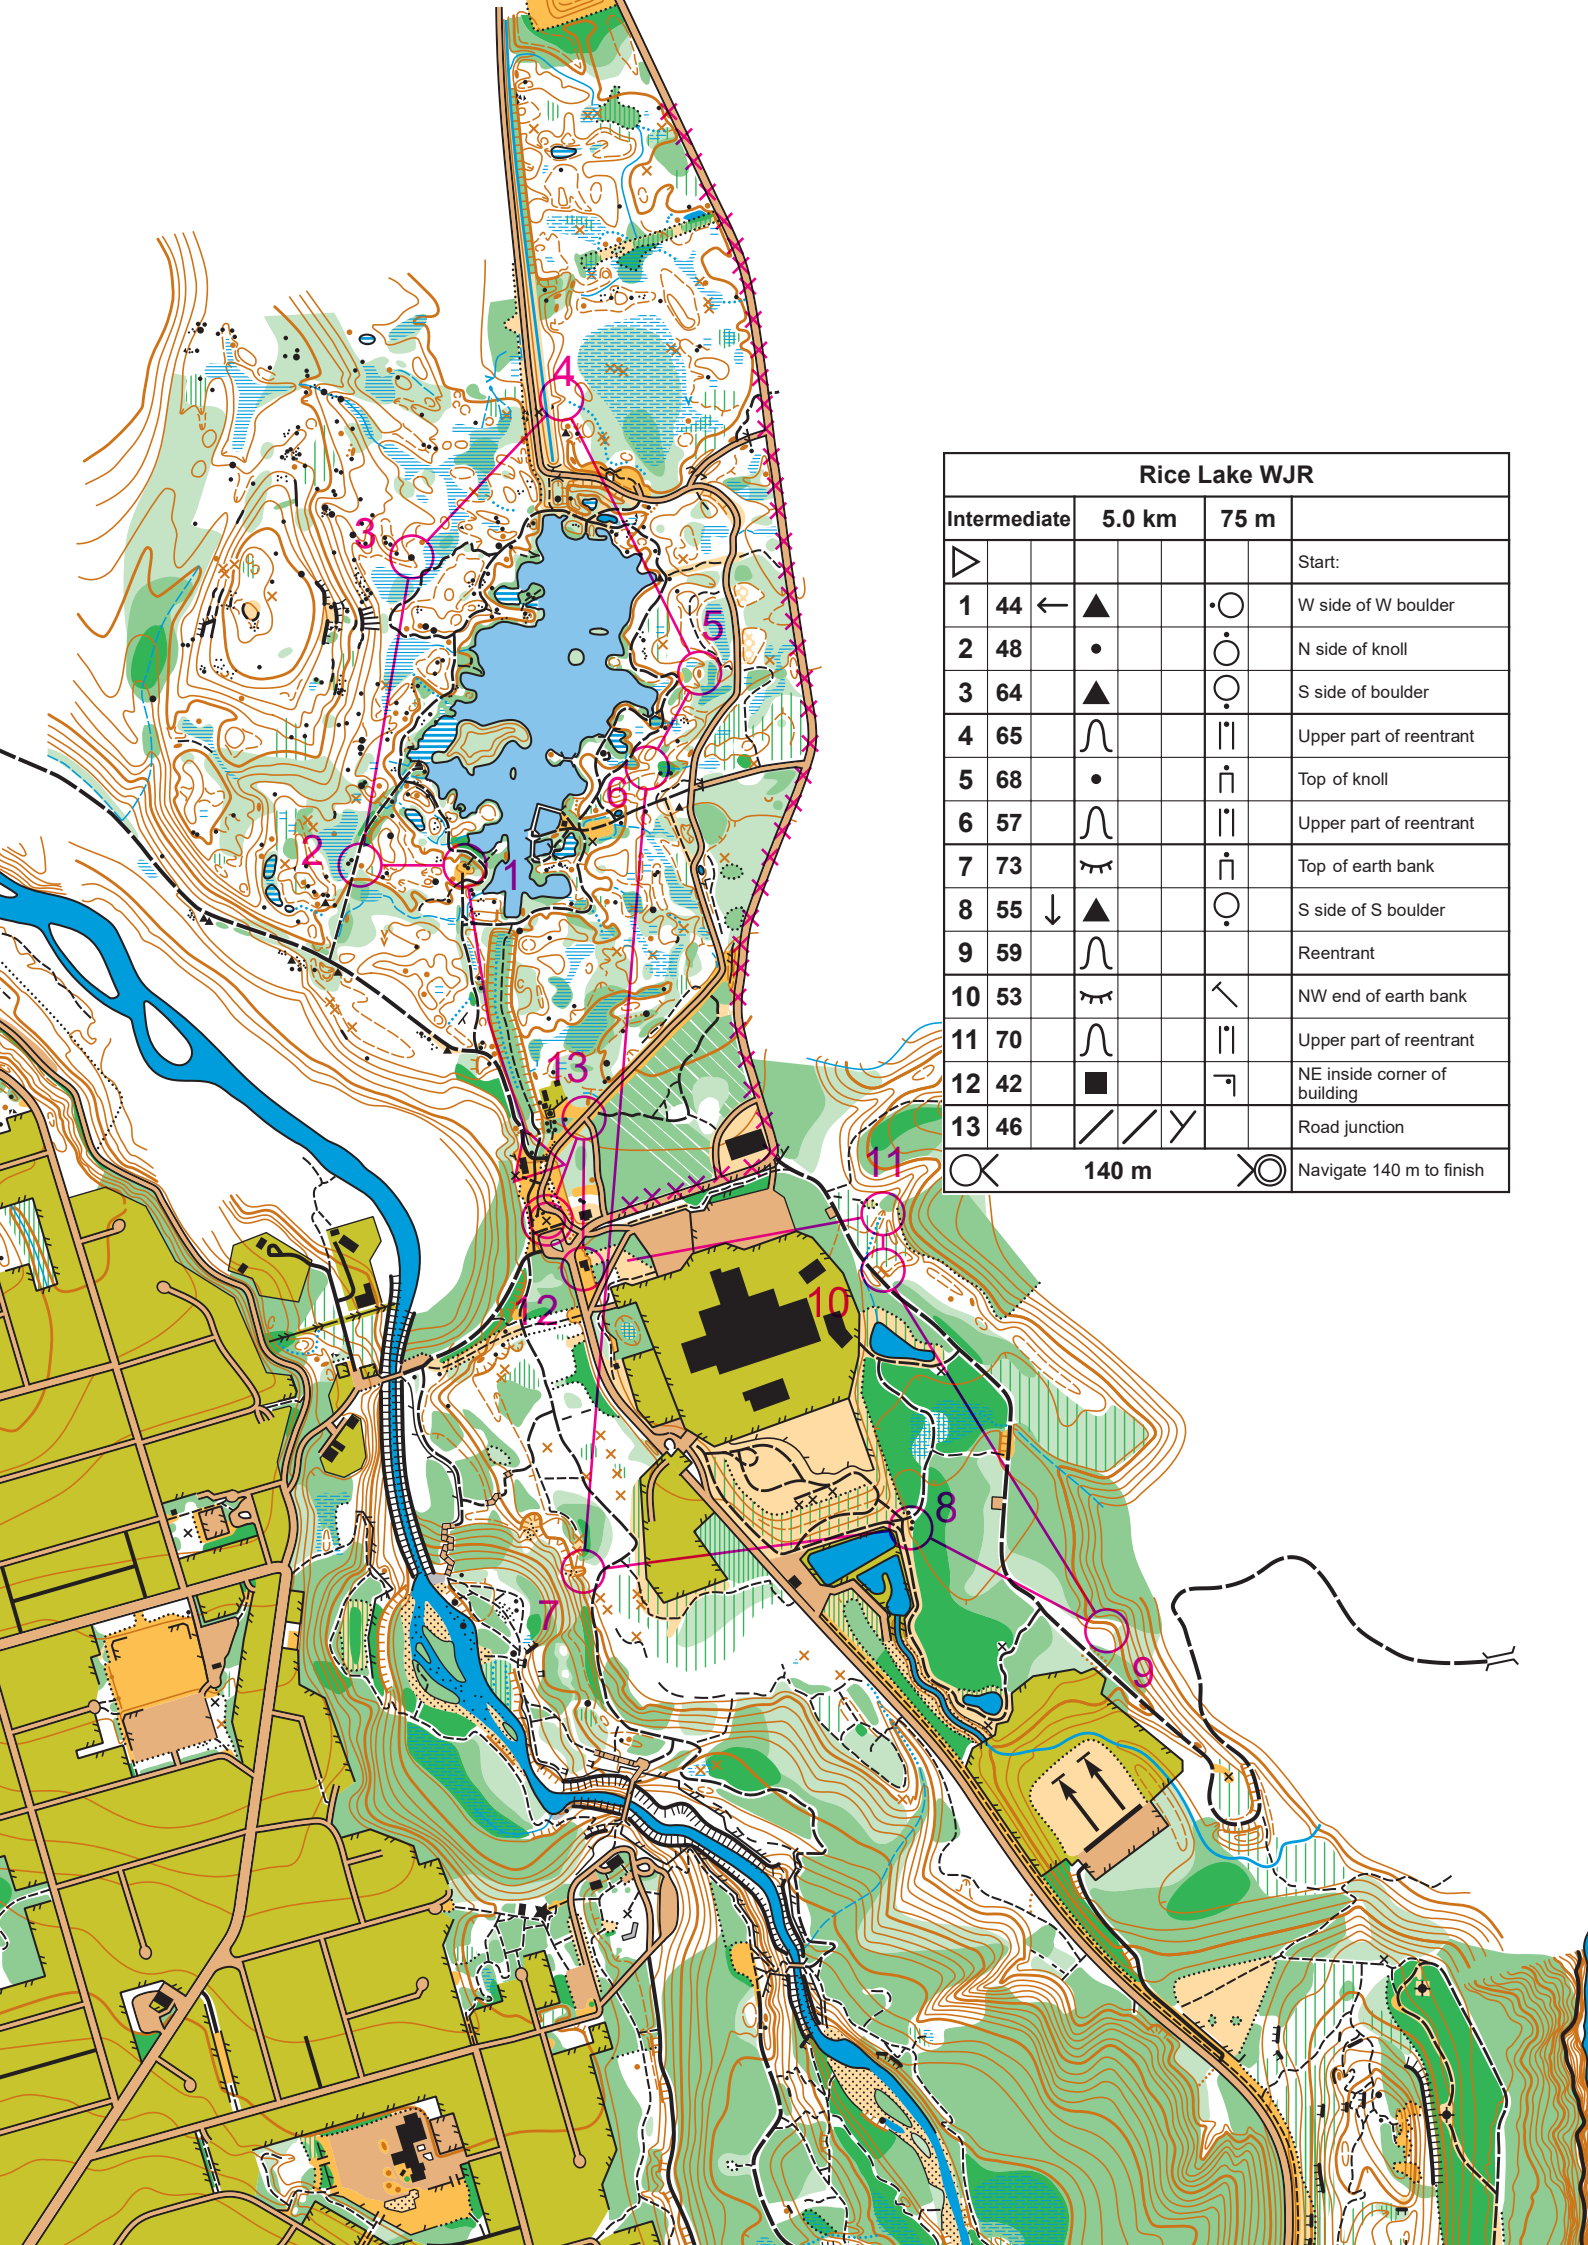 4
3
5
6
2
1
13
11
12
10
8
7
9
Rice Lake WJR
Intermediate 5.0 km 75 m
Start:
1 44 W side of W boulder
2 48 N side of knoll
3 64 S side of boulder
4 65 Upper part of reentrant
5 68 Top of knoll
6 57 Upper part of reentrant
7 73 Top of earth bank
8 55 S side of S boulder
9 59 Reentrant
10 53 NW end of earth bank
11 70 Upper part of reentrant
12 42 NE inside corner of
building
13 46 Road junction
140 m Navigate 140 m to finish